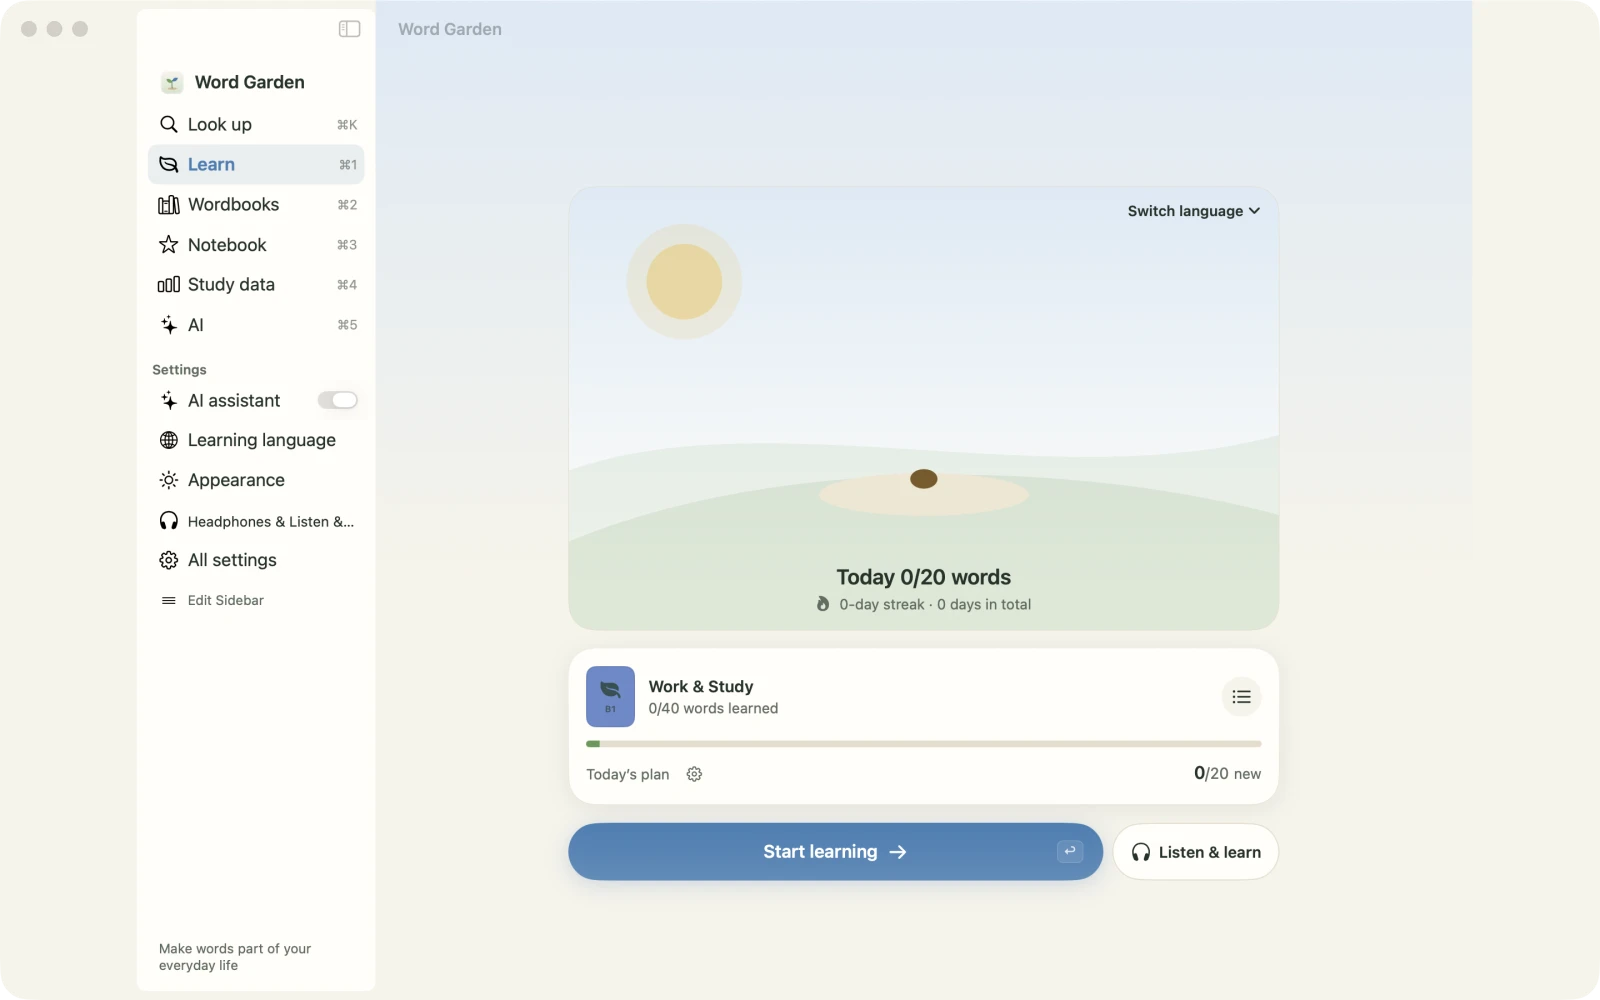 Word Garden
Word Garden
Look up ⌘K
Learn ⌘1
Wordbooks ⌘2
Notebook ⌘3
Study data ⌘4
AI ⌘5
Settings
AI assistant
Learning language
Appearance
Headphones & Listen &...
All settings
Edit Sidebar
Make words part of your
everyday life
Switch language
Today 0/20 words
0-day streak · 0 days in total
Work & Study
B1
0/40 words learned
Today's plan
0/20 new
Start learning →
Listen & learn